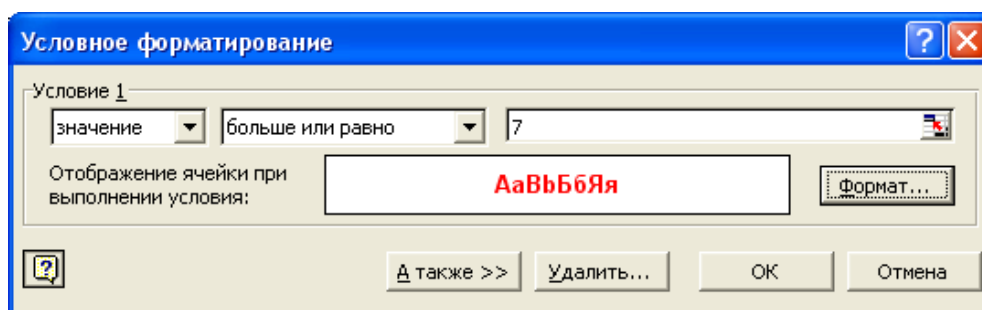 Условное форматирование
Условие 1
значение больше или равно 7
Отображение ячейки при
выполнении условия:
АаВbБбЯя
Формат...
А также >> Удалить... ОК Отмена